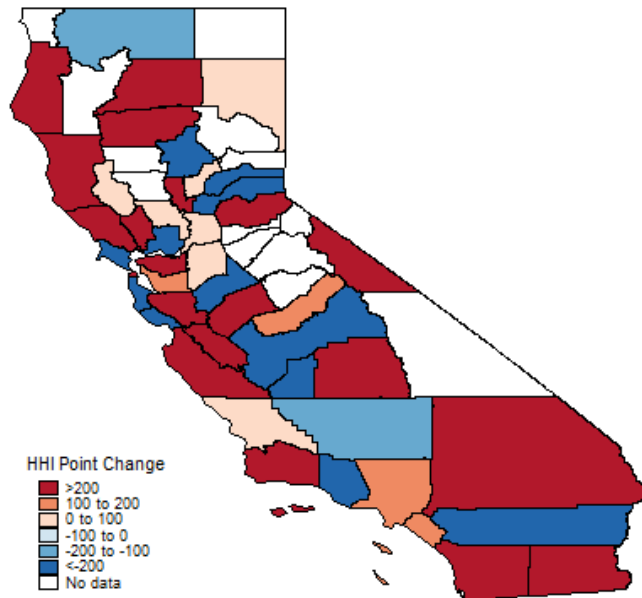 HHI Point Change
>200
100 to 200
0 to 100
-100 to 0
-200 to -100
<-200
No data